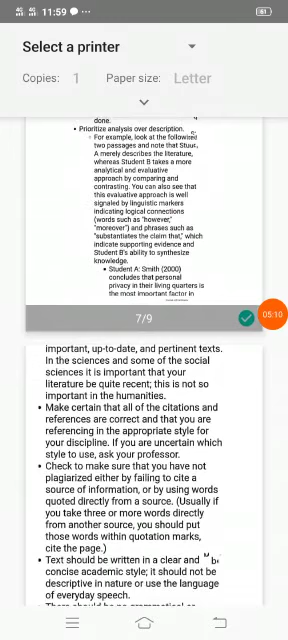 11:59
61
Select a printer
Copies: 1 Paper size: Letter
done.
• Prioritize analysis over description.
For example, look at the following
two passages and note that
A merely describes the literature,
whereas Student B takes a more
analytical and evaluative
approach by comparing and
contrasting. You can also see that
this evaluative approach is well
signaled by linguistic markers
indicating logical connections
(words such as "however,"
"moreover") and phrases such as
"substantiates the claim that," which
indicate supporting evidence and
Student B's ability to synthesize
knowledge.
▪ Student A: Smith (2000)
concludes that personal
privacy in their living quarters is
the most important factor in
7/9
05:10
important, up-to-date, and pertinent texts.
In the sciences and some of the social
sciences it is important that your
literature be quite recent; this is not so
important in the humanities.
• Make certain that all of the citations and
references are correct and that you are
referencing in the appropriate style for
your discipline. If you are uncertain which
style to use, ask your professor.
• Check to make sure that you have not
plagiarized either by failing to cite a
source of information, or by using words
quoted directly from a source. (Usually if
you take three or more words directly
from another source, you should put
those words within quotation marks,
cite the page.)
• Text should be written in a clear and
concise academic style; it should not be
descriptive in nature or use the language
of everyday speech.
• There should be no grammatical or